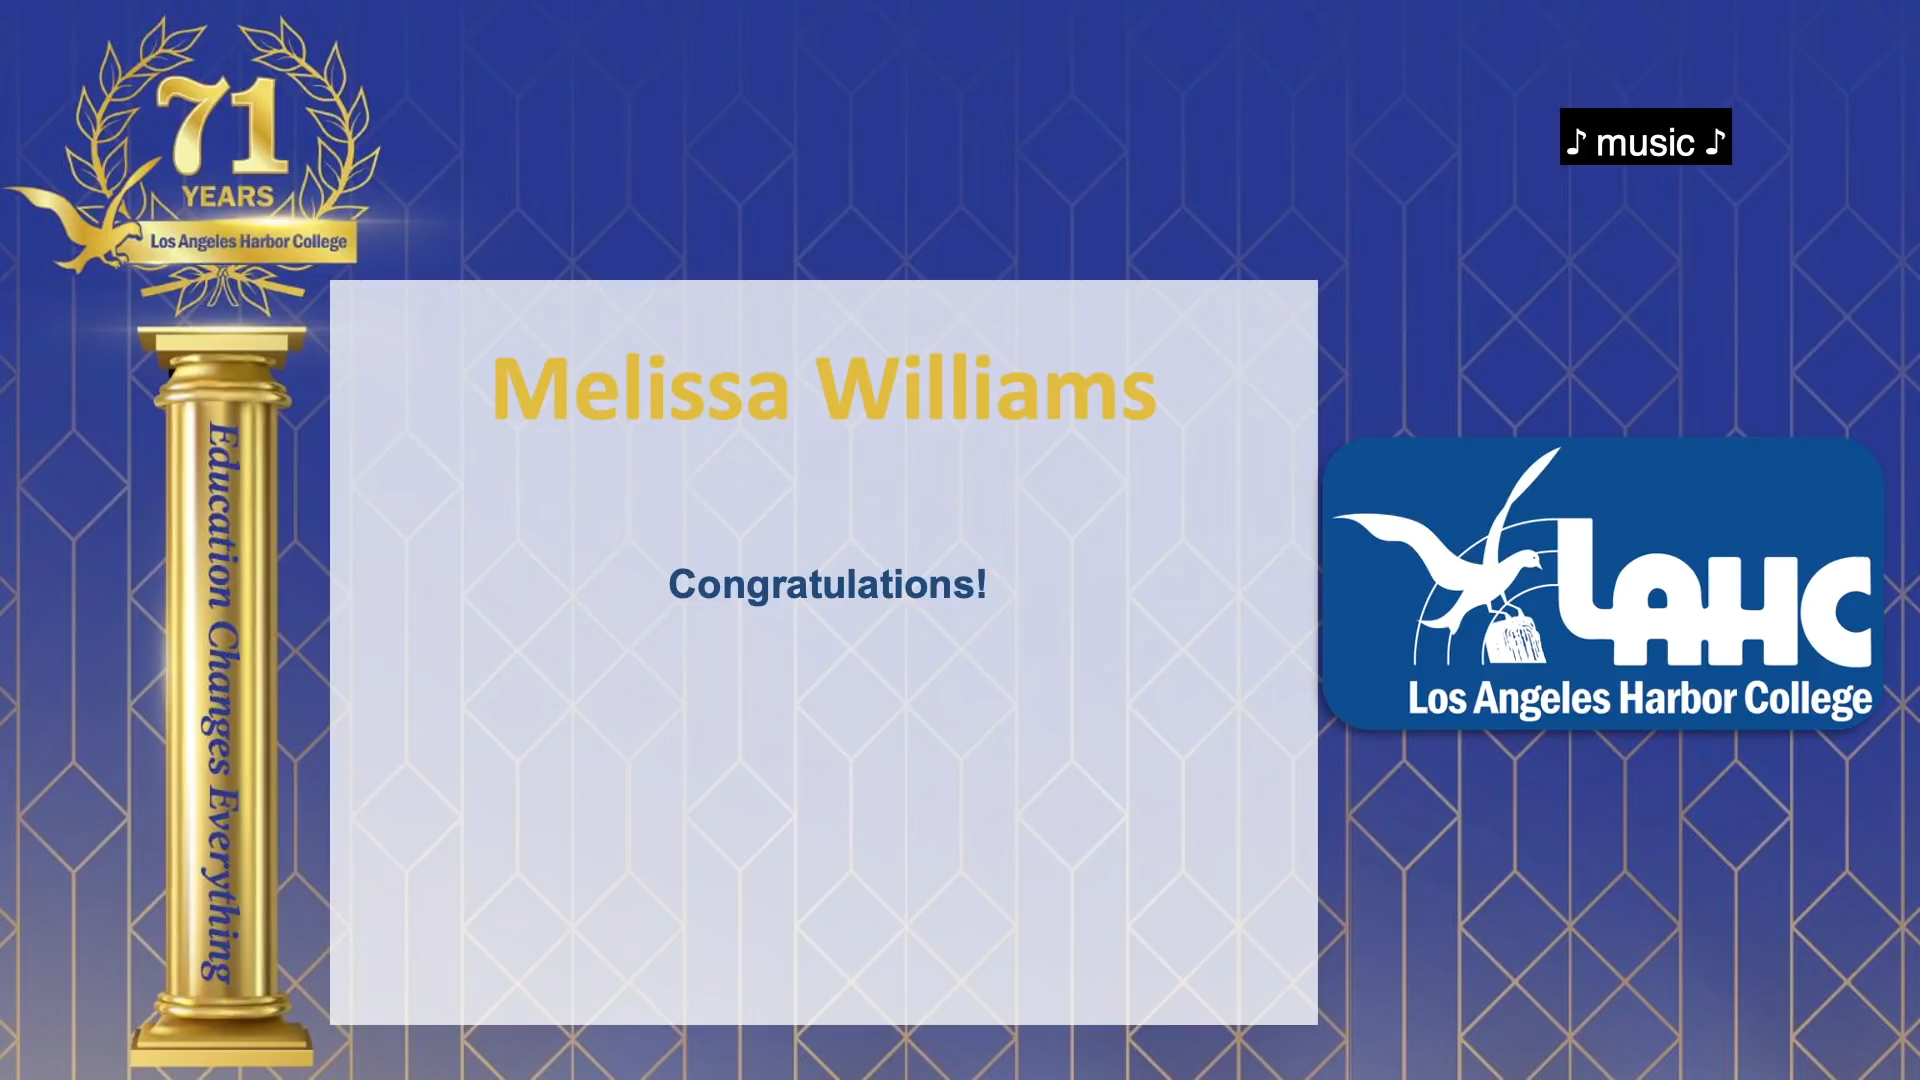 71
YEARS
Los Angeles Harbor College
Education Changes Everything
♪ music ♪
Melissa Williams
Congratulations!
LAHC
Los Angeles Harbor College